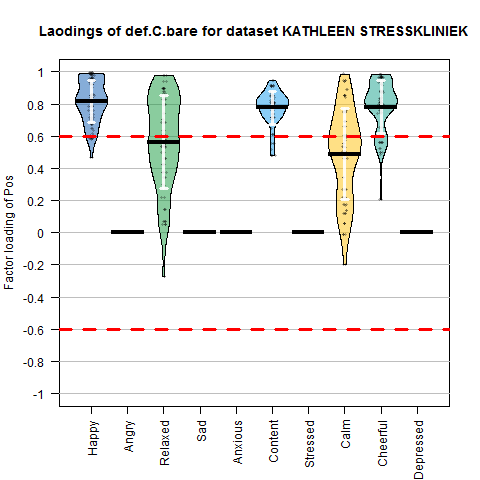 Laodings of def.C.bare for dataset KATHLEEN STRESSKLINIEK
Factor loading of Pos
1
0.8
0.6
0.4
0.2
0
-0.2
-0.4
-0.6
-0.8
-1
Happy
Angry
Relaxed
Sad
Anxious
Content
Stressed
Calm
Cheerful
Depressed